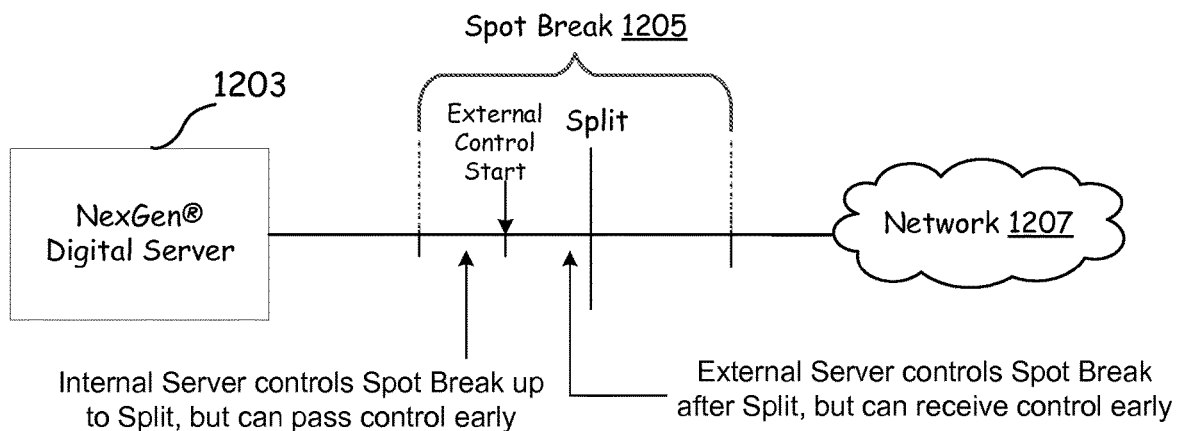 Spot Break 1205
1203
External
Control
Start
Split
NexGen®
Digital Server
Network 1207
Internal Server controls Spot Break up
to Split, but can pass control early
External Server controls Spot Break
after Split, but can receive control early